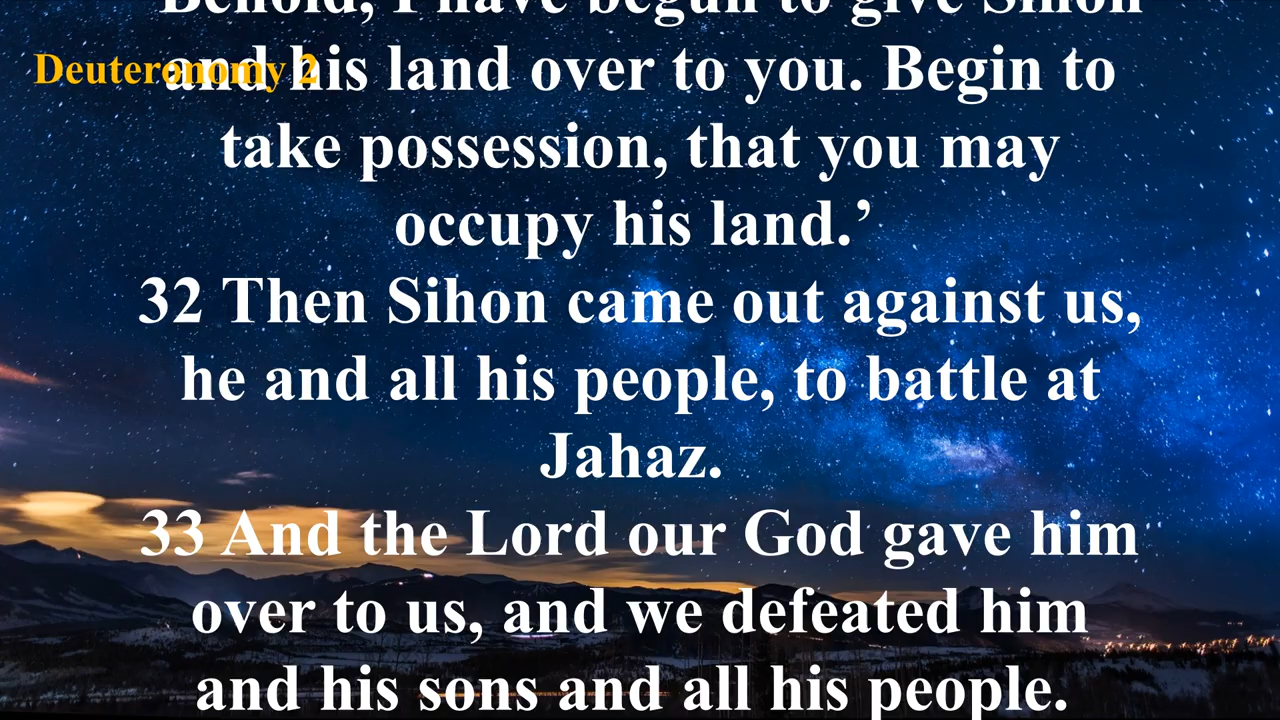 Behold, I have begun to give Sihon
Deuteronomy 2
and his land over to you. Begin to
take possession, that you may
occupy his land.’
32 Then Sihon came out against us,
he and all his people, to battle at
Jahaz.
33 And the Lord our God gave him
over to us, and we defeated him
and his sons and all his people.